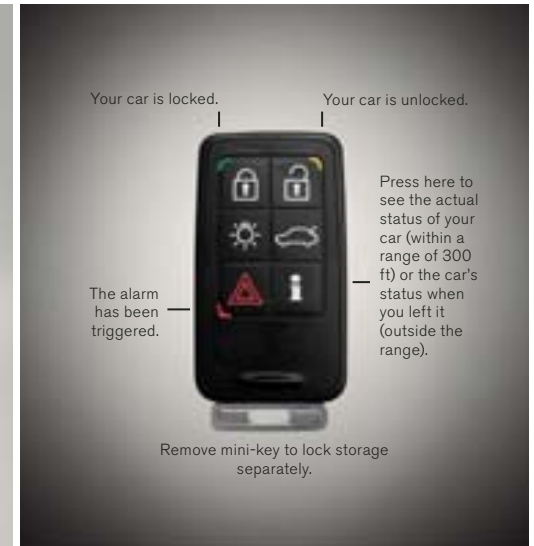 Your car is locked.
Your car is unlocked.
Press here to
see the actual
status of your
car (within a
range of 300
ft) or the car's
status when
you left it
(outside the
range).
The alarm
has been
triggered.
Remove mini-key to lock storage
separately.